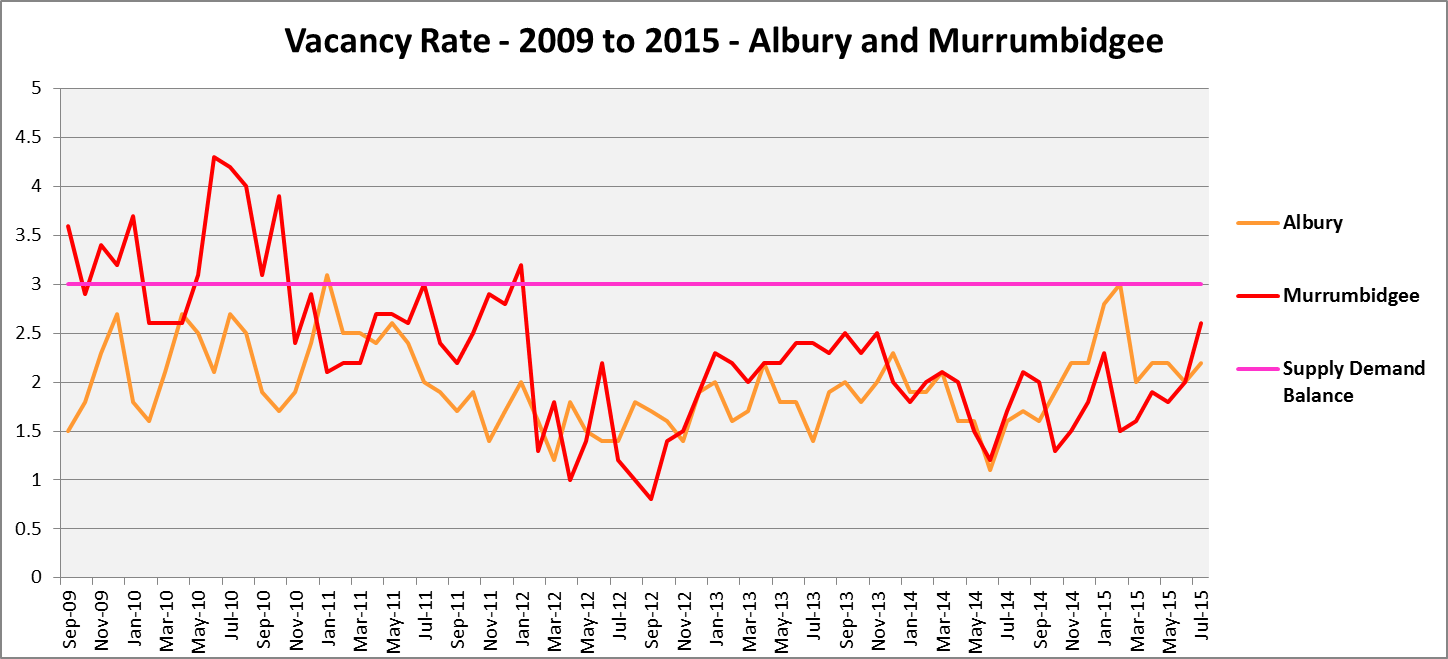 Vacancy Rate - 2009 to 2015 - Albury and Murrumbidgee
5
4.5
4
3.5
3
2.5
2
1.5
1
0.5
0
Sep-09
Nov-09
Jan-10
Mar-10
May-10
Jul-10
Sep-10
Nov-10
Jan-11
Mar-11
May-11
Jul-11
Sep-11
Nov-11
Jan-12
Mar-12
May-12
Jul-12
Sep-12
Nov-12
Jan-13
Mar-13
May-13
Jul-13
Sep-13
Nov-13
Jan-14
Mar-14
May-14
Jul-14
Sep-14
Nov-14
Jan-15
Mar-15
May-15
Jul-15
Albury
Murrumbidgee
Supply Demand
Balance